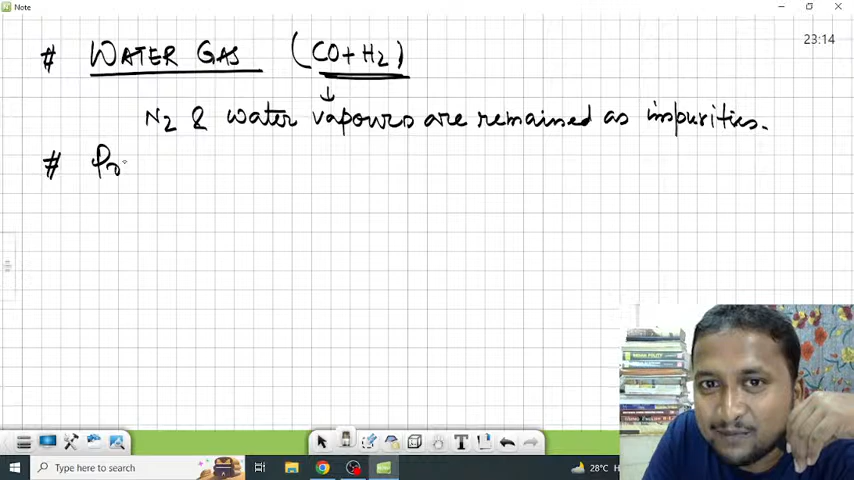 Note
23:14
# WATER GAS (CO+H2)
↓
N2 & water vapours are remained as inspurities.
# Pro
Type here to search
28°C H